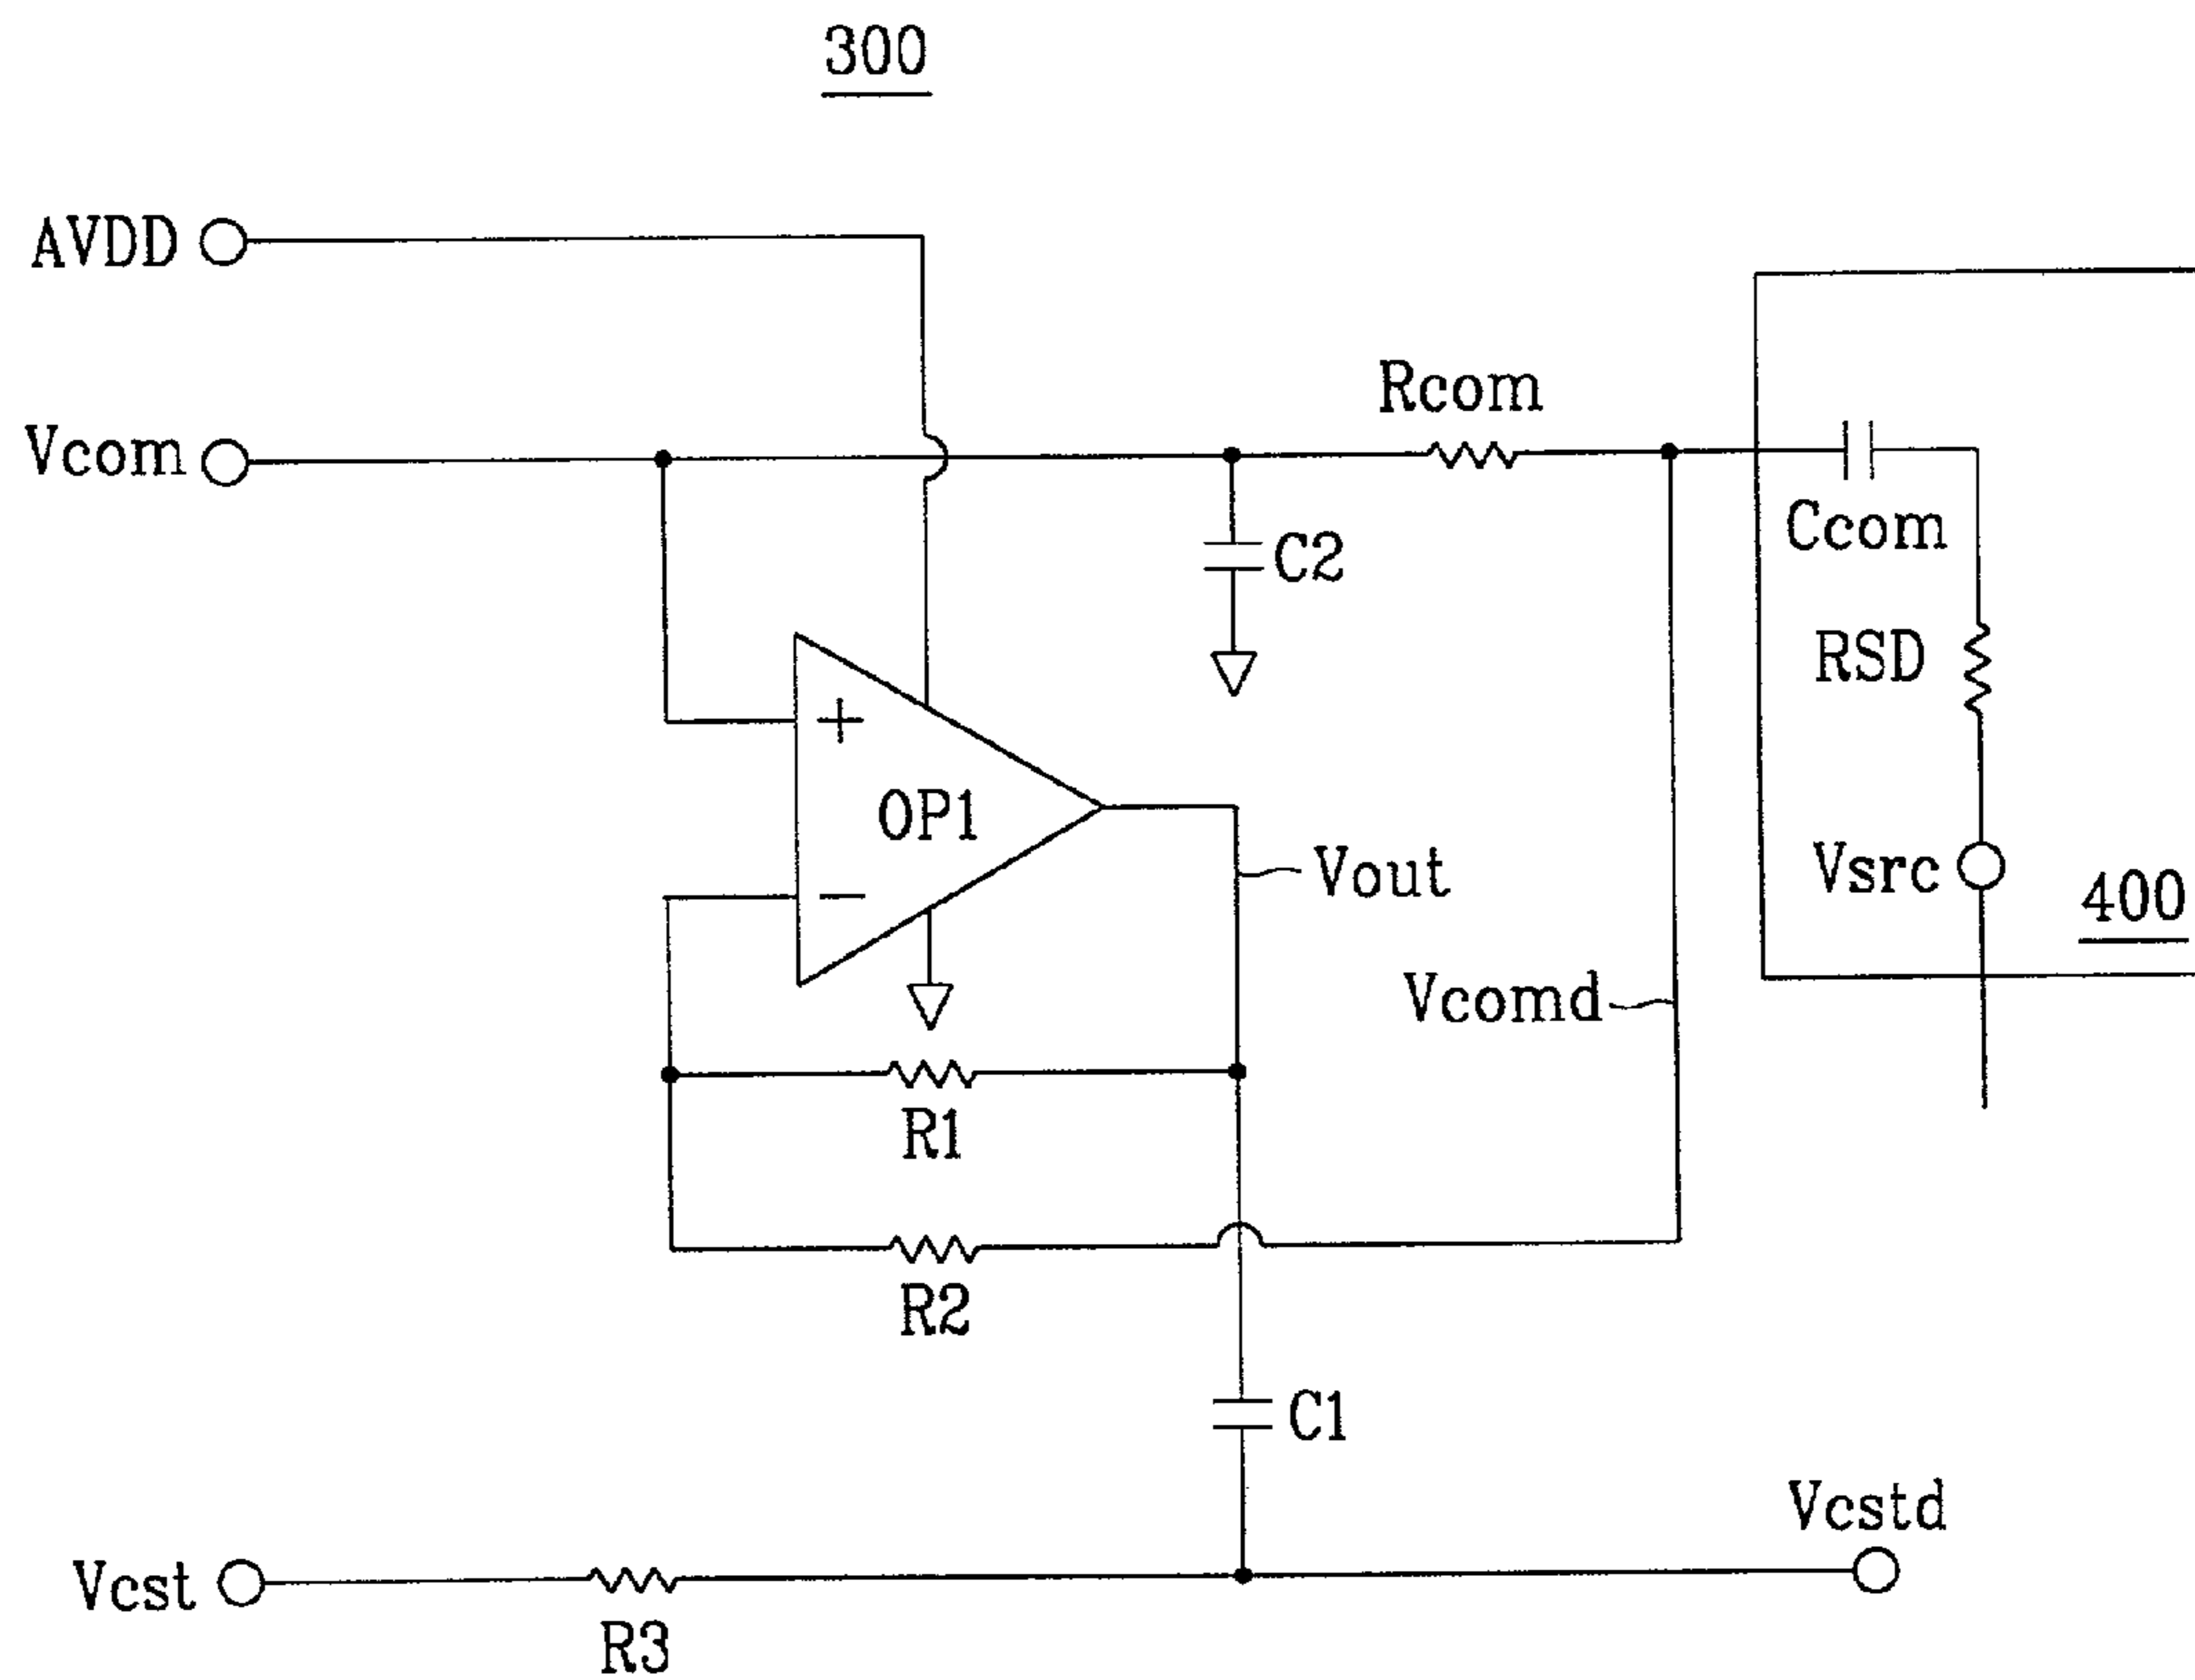 300
AVDD
Vcom
Rcom
Ccom
C2
RSD
+
OP1
Vout
Vsrc
400
−
Vcomd
R1
R2
C1
Vcstd
Vcst
R3